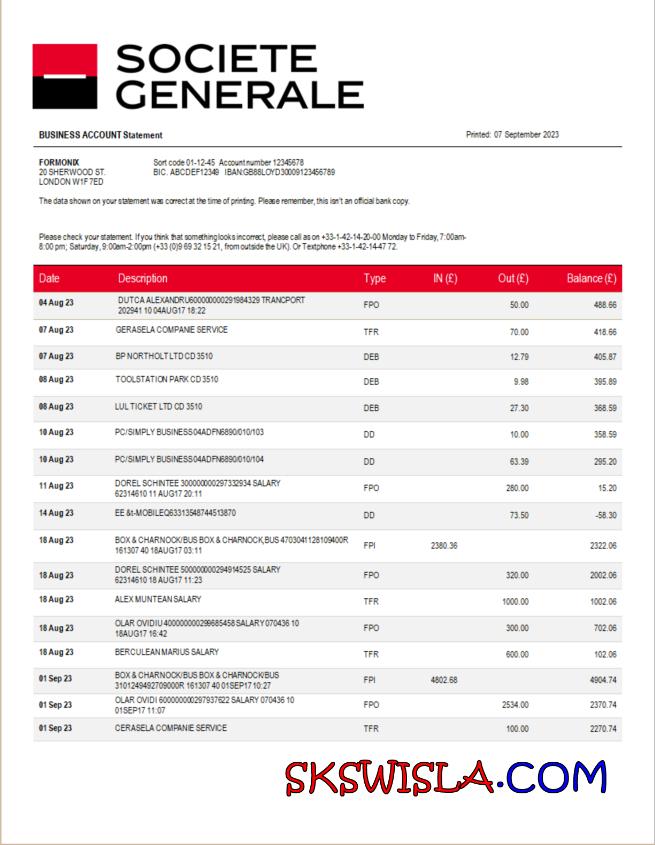 SOCIETE
GENERALE
BUSINESS ACCOUNT Statement Printed: 07 September 2023
FORMONIX Sort code 01-12-45 Account number 12345678
20 SHERWOOD ST. BIC. ABCDEF12349 IBAN:GB88LOYD30009123456789
LONDON W1F 7ED
The data shown on your statement was correct at the time of printing. Please remember, this isn't an official bank copy.
Please check your statement. If you think that something looks incorrect, please call as on +33-1-42-14-20-00 Monday to Friday, 7:00am-
8:00 pm; Saturday, 9:00am-2:00pm (+33 (0)9 69 32 15 21, from outside the UK). Or Textphone +33-1-42-14-47 72.
Date Description Type IN (£) Out (£) Balance (£)
04 Aug 23 DUTCA ALEXANDRU600000000291984329 TRANCPORT
202941 10 04AUG17 18:22 FPO 50.00 488.66
07 Aug 23 GERASELA COMPANIE SERVICE TFR 70.00 418.66
07 Aug 23 BP NORTHOLT LTD CD 3510 DEB 12.79 405.87
08 Aug 23 TOOLSTATION PARK CD 3510 DEB 9.98 395.89
08 Aug 23 LUL TICKET LTD CD 3510 DEB 27.30 368.59
10 Aug 23 PC/SIMPLY BUSINESS04ADFN6890/010/103 DD 10.00 358.59
10 Aug 23 PC/SIMPLY BUSINESS04ADFN6890/010/104 DD 63.39 295.20
11 Aug 23 DOREL SCHINTEE 300000000297332934 SALARY
62314610 11 AUG17 20:11 FPO 280.00 15.20
14 Aug 23 EE &t-MOBILEQ63313548744513870 DD 73.50 -58.30
18 Aug 23 BOX & CHARNOCK/BUS BOX & CHARNOCK,BUS 4703041128109400R
161307 40 18AUG17 03:11 FPI 2380.36 2322.06
18 Aug 23 DOREL SCHINTEE 500000000294914525 SALARY
62314610 18 AUG17 11:23 FPO 320.00 2002.06
18 Aug 23 ALEX MUNTEAN SALARY TFR 1000.00 1002.06
18 Aug 23 OLAR OVIDIU 400000000299685458 SALARY 070436 10
18AUG17 16:42 FPO 300.00 702.06
18 Aug 23 BERCULEAN MARIUS SALARY TFR 600.00 102.06
01 Sep 23 BOX & CHARNOCK/BUS BOX & CHARNOCK/BUS
3101249492709000R 161307 40 01SEP17 10:27 FPI 4802.68 4904.74
01 Sep 23 OLAR OVIDI 600000000297937622 SALARY 070436 10
01SEP17 11:07 FPO 2534.00 2370.74
01 Sep 23 CERASELA COMPANIE SERVICE TFR 100.00 2270.74
SKSWISLA.COM